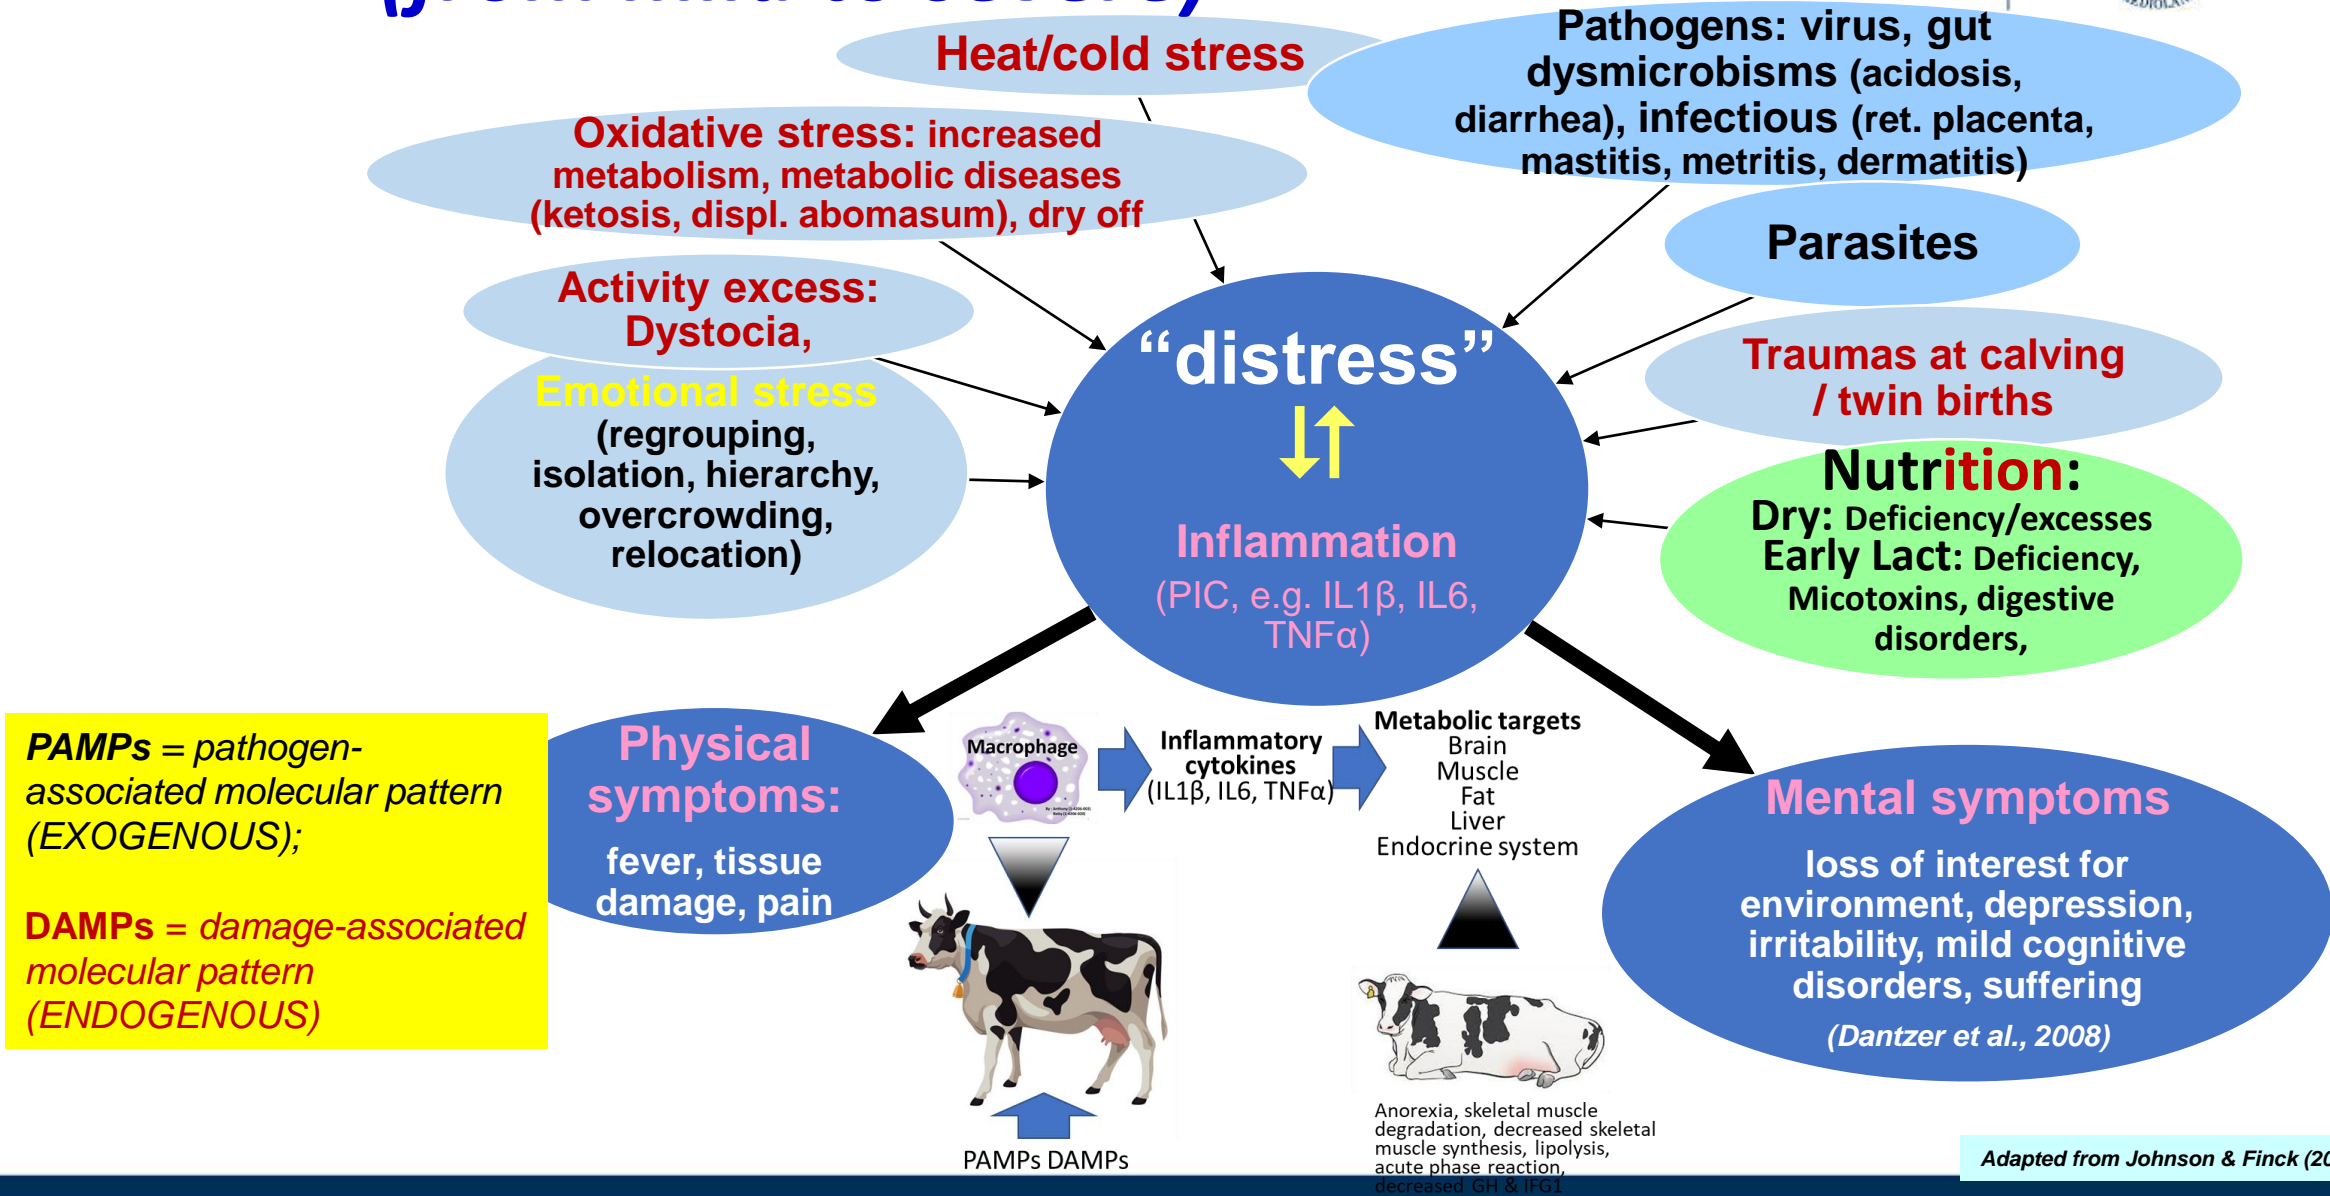 Heat/cold stress
Pathogens: virus, gut
dysmicrobisms (acidosis,
diarrhea), infectious (ret. placenta,
mastitis, metritis, dermatitis)
Oxidative stress: increased
metabolism, metabolic diseases
(ketosis, displ. abomasum), dry off
Parasites
Activity excess:
Dystocia,
Traumas at calving
/ twin births
Emotional stress
(regrouping,
isolation, hierarchy,
overcrowding,
relocation)
“distress”
Inflammation
(PIC, e.g. IL1β, IL6,
TNFα)
Nutrition:
Dry: Deficiency/excesses
Early Lact: Deficiency,
Micotoxins, digestive
disorders,
PAMPs = pathogen-
associated molecular pattern
(EXOGENOUS);
DAMPs = damage-associated
molecular pattern
(ENDOGENOUS)
Physical
symptoms:
fever, tissue
damage, pain
Macrophage
Inflammatory
cytokines
(IL1β, IL6, TNFα)
Metabolic targets
Brain
Muscle
Fat
Liver
Endocrine system
Mental symptoms
loss of interest for
environment, depression,
irritability, mild cognitive
disorders, suffering
(Dantzer et al., 2008)
PAMPs DAMPs
Anorexia, skeletal muscle
degradation, decreased skeletal
muscle synthesis, lipolysis,
acute phase reaction,
decreased GH & IFG1
Adapted from Johnson & Finck (20